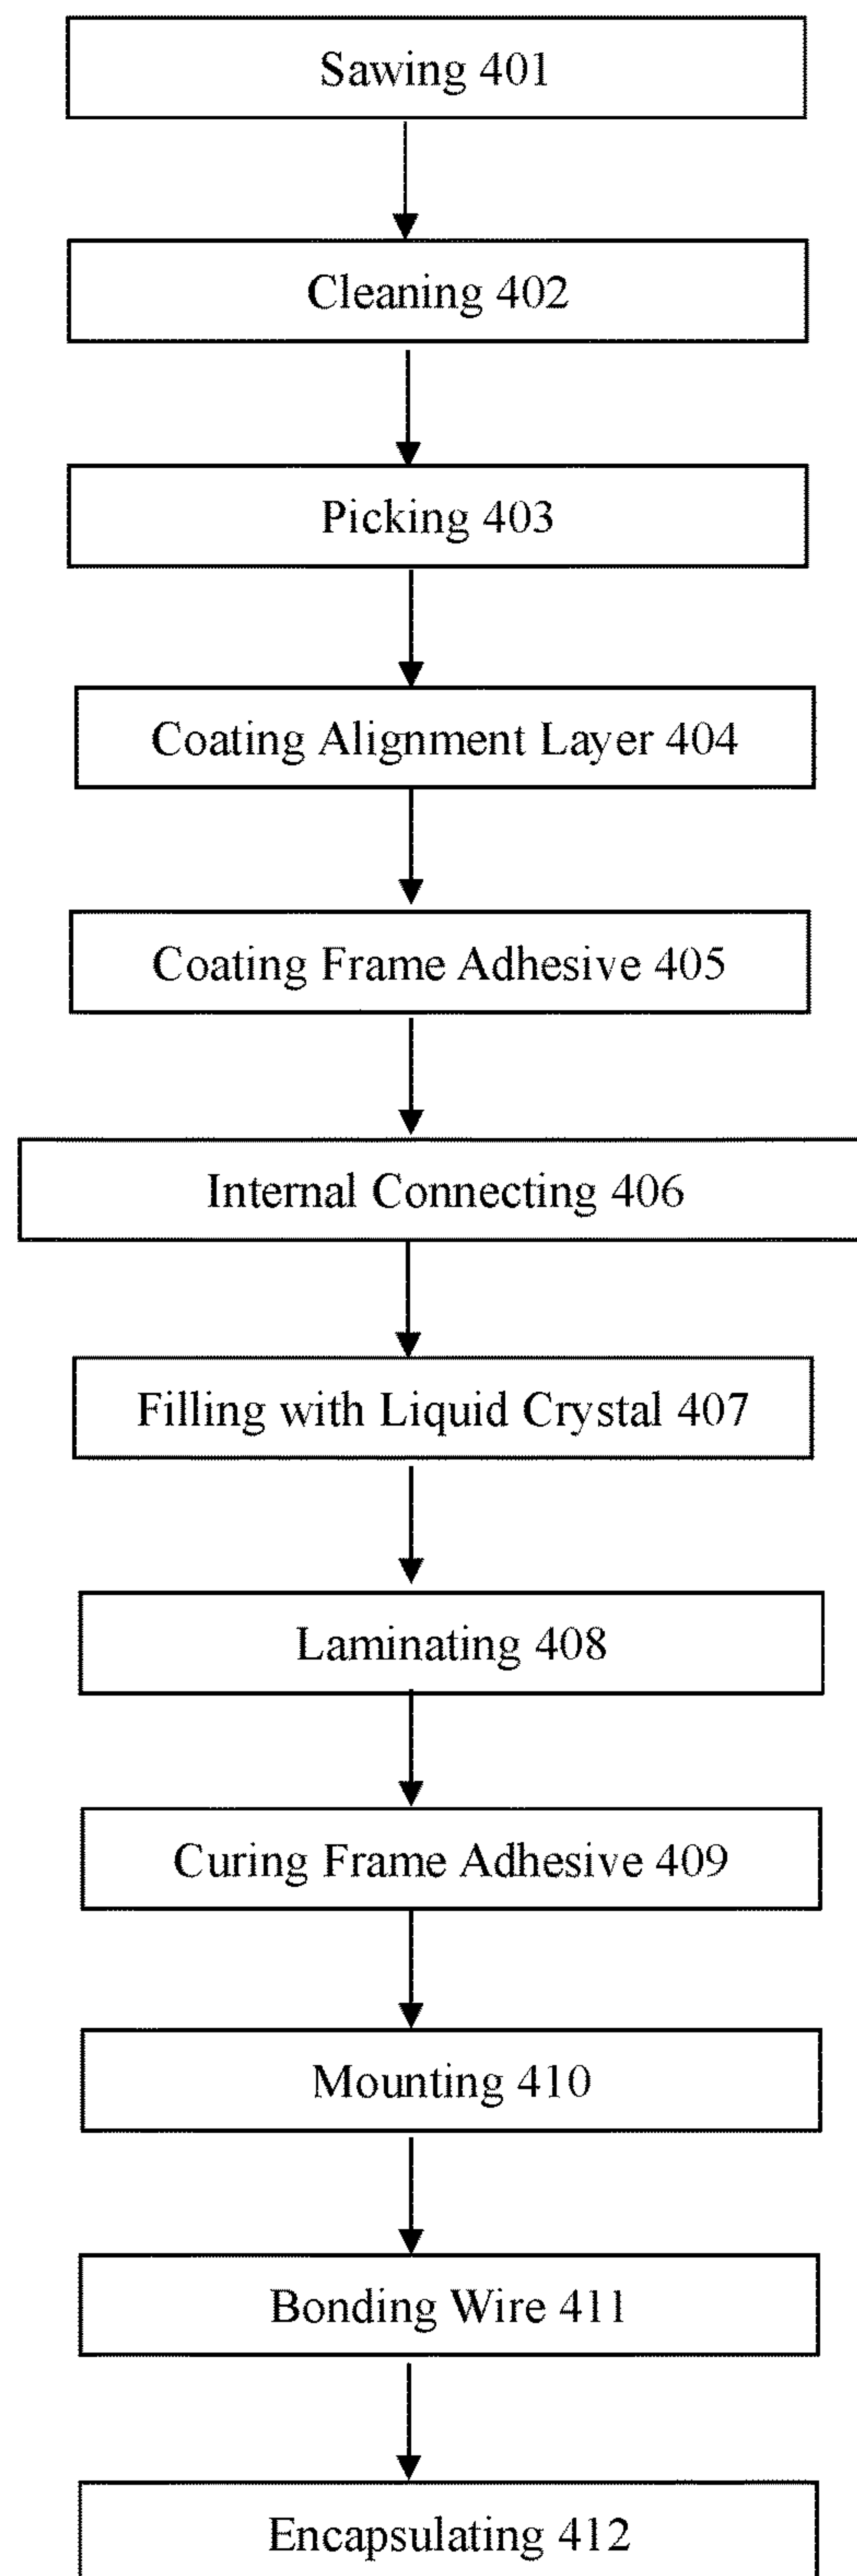 Sawing 401
Cleaning 402
Picking 403
Coating Alignment Layer 404
Coating Frame Adhesive 405
Internal Connecting 406
Filling with Liquid Crystal 407
Laminating 408
Curing Frame Adhesive 409
Mounting 410
Bonding Wire 411
Encapsulating 412